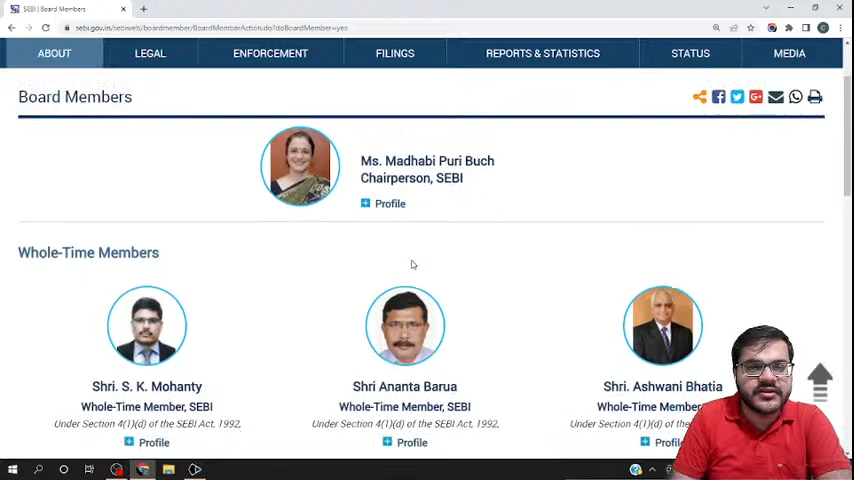 SEBI | Board Members
sebi.gov.in/sebiweb/boardmember/BoardMemberAction.do?doBoardMember=yes
ABOUT LEGAL ENFORCEMENT FILINGS REPORTS & STATISTICS STATUS MEDIA
Board Members
Ms. Madhabi Puri Buch
Chairperson, SEBI
Profile
Whole-Time Members
Shri. S. K. Mohanty Shri Ananta Barua Shri. Ashwani Bhatia
Whole-Time Member, SEBI Whole-Time Member, SEBI Whole-Time
Under Section 4(1)(d) of the SEBI Act, 1992, Under Section 4(1)(d) of the SEBI Act, 1992, Under Section 4(1)(d) of the
Profile Profile Profile